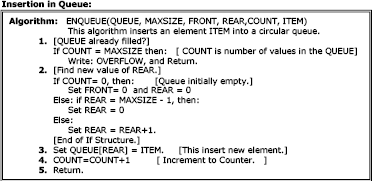 Insertion in Queue:
Algorithm: ENQUEUE(QUEUE, MAXSIZE, FRONT, REAR,COUNT, ITEM)
This algorithm inserts an element ITEM into a circular queue.
1. [QUEUE already filled?]
If COUNT = MAXSIZE then: [ COUNT is number of values in the QUEUE]
Write: OVERFLOW, and Return.
2. [Find new value of REAR.]
If COUNT= 0, then: [Queue initially empty.]
Set FRONT= 0 and REAR = 0
Else: if REAR = MAXSIZE - 1, then:
Set REAR = 0
Else:
Set REAR = REAR+1.
[End of If Structure.]
3. Set QUEUE[REAR] = ITEM. [This insert new element.]
4. COUNT=COUNT+1 [ Increment to Counter. ]
5. Return.